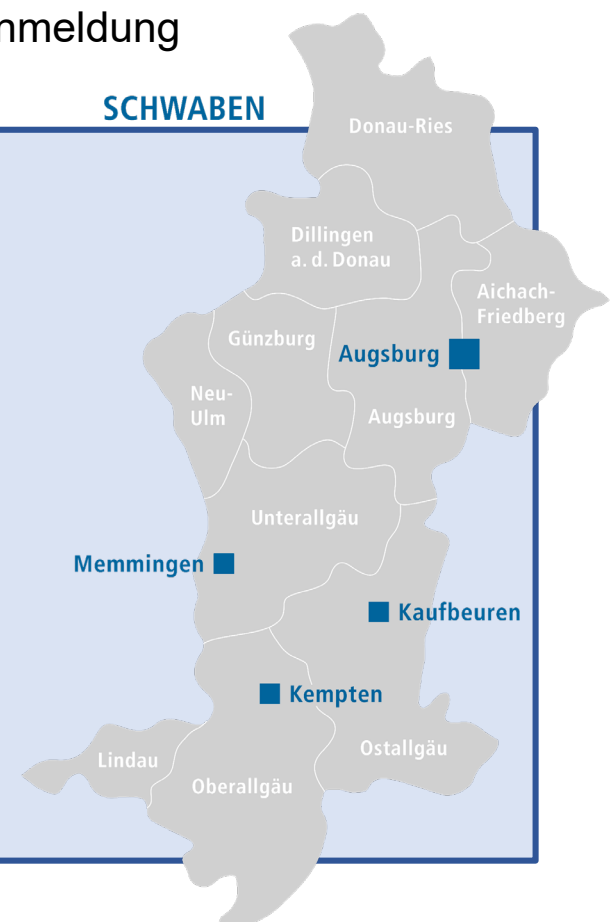 nmeldung
SCHWABEN
Donau-Ries
Dillingen
a. d. Donau
Aichach-
Friedberg
Günzburg
Augsburg
Neu-
Ulm
Augsburg
Unterallgäu
Memmingen
Kaufbeuren
Kempten
Ostallgäu
Lindau
Oberallgäu